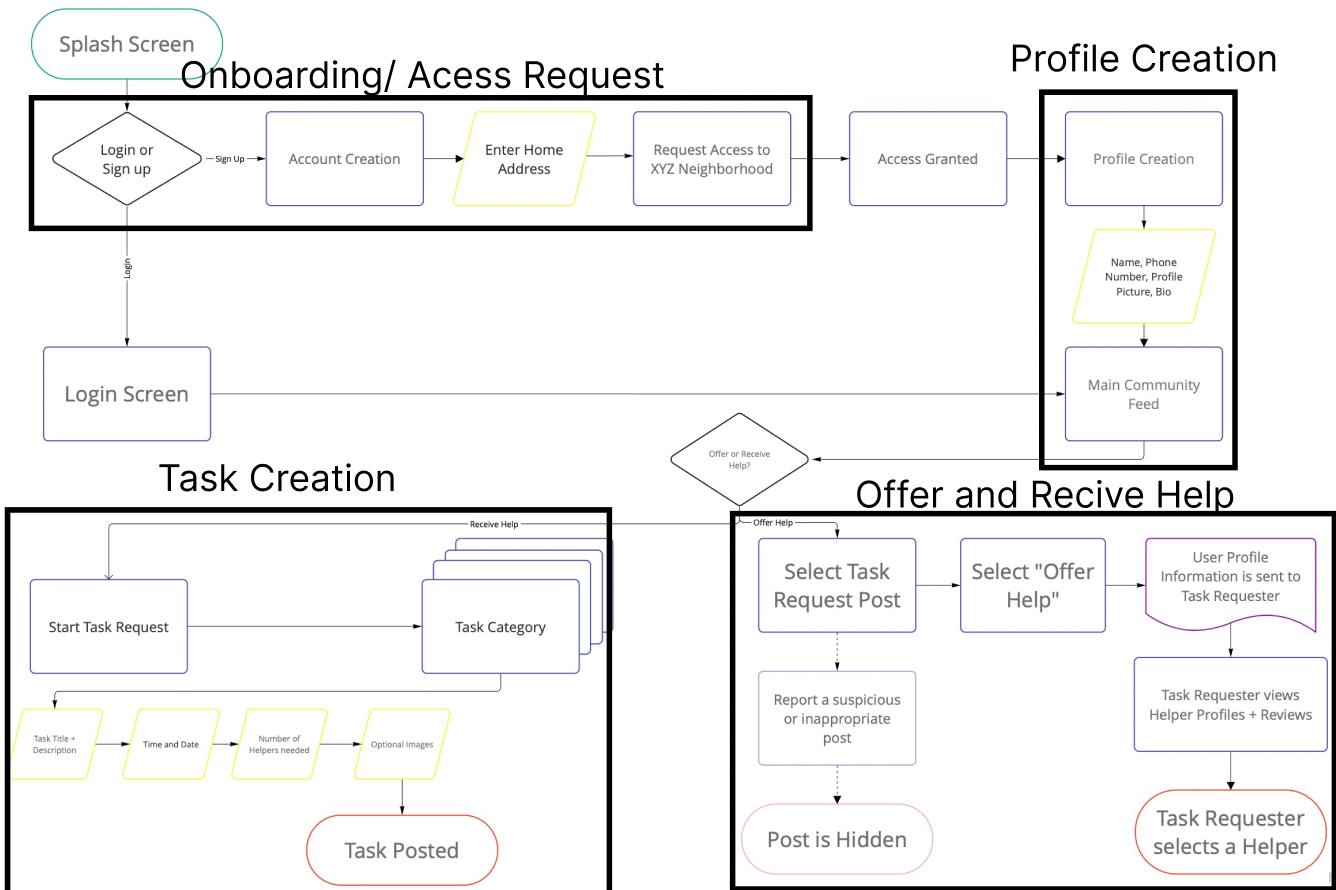 Splash Screen
Onboarding/ Acess Request
Profile Creation
Login or
Sign up
Sign Up
Account Creation
Enter Home
Address
Request Access to
XYZ Neighborhood
Access Granted
Profile Creation
Name, Phone
Number, Profile
Picture, Bio
Login
Login Screen
Main Community
Feed
Offer or Receive
Help?
Task Creation
Offer and Recive Help
Receive Help
Offer Help
Start Task Request
Task Category
Select Task
Request Post
Select "Offer
Help"
User Profile
Information is sent to
Task Requester
Task Title +
Description
Time and Date
Number of
Helpers needed
Optional Images
Report a suspicious
or inappropriate
post
Task Requester views
Helper Profiles + Reviews
Task Posted
Post is Hidden
Task Requester
selects a Helper